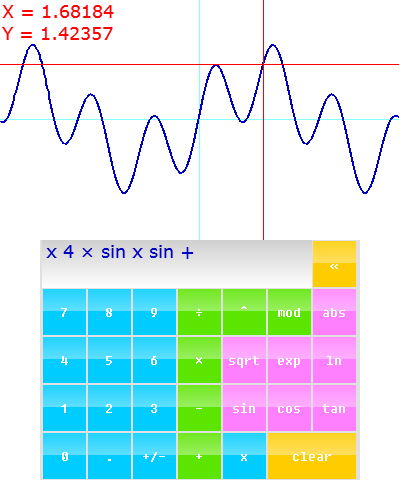 X = 1.68184
Y = 1.42357
x 4 × sin x sin +
«
7 8 9 ÷ ^ mod abs
4 5 6 × sqrt exp ln
1 2 3 − sin cos tan
0 . +/- + x clear